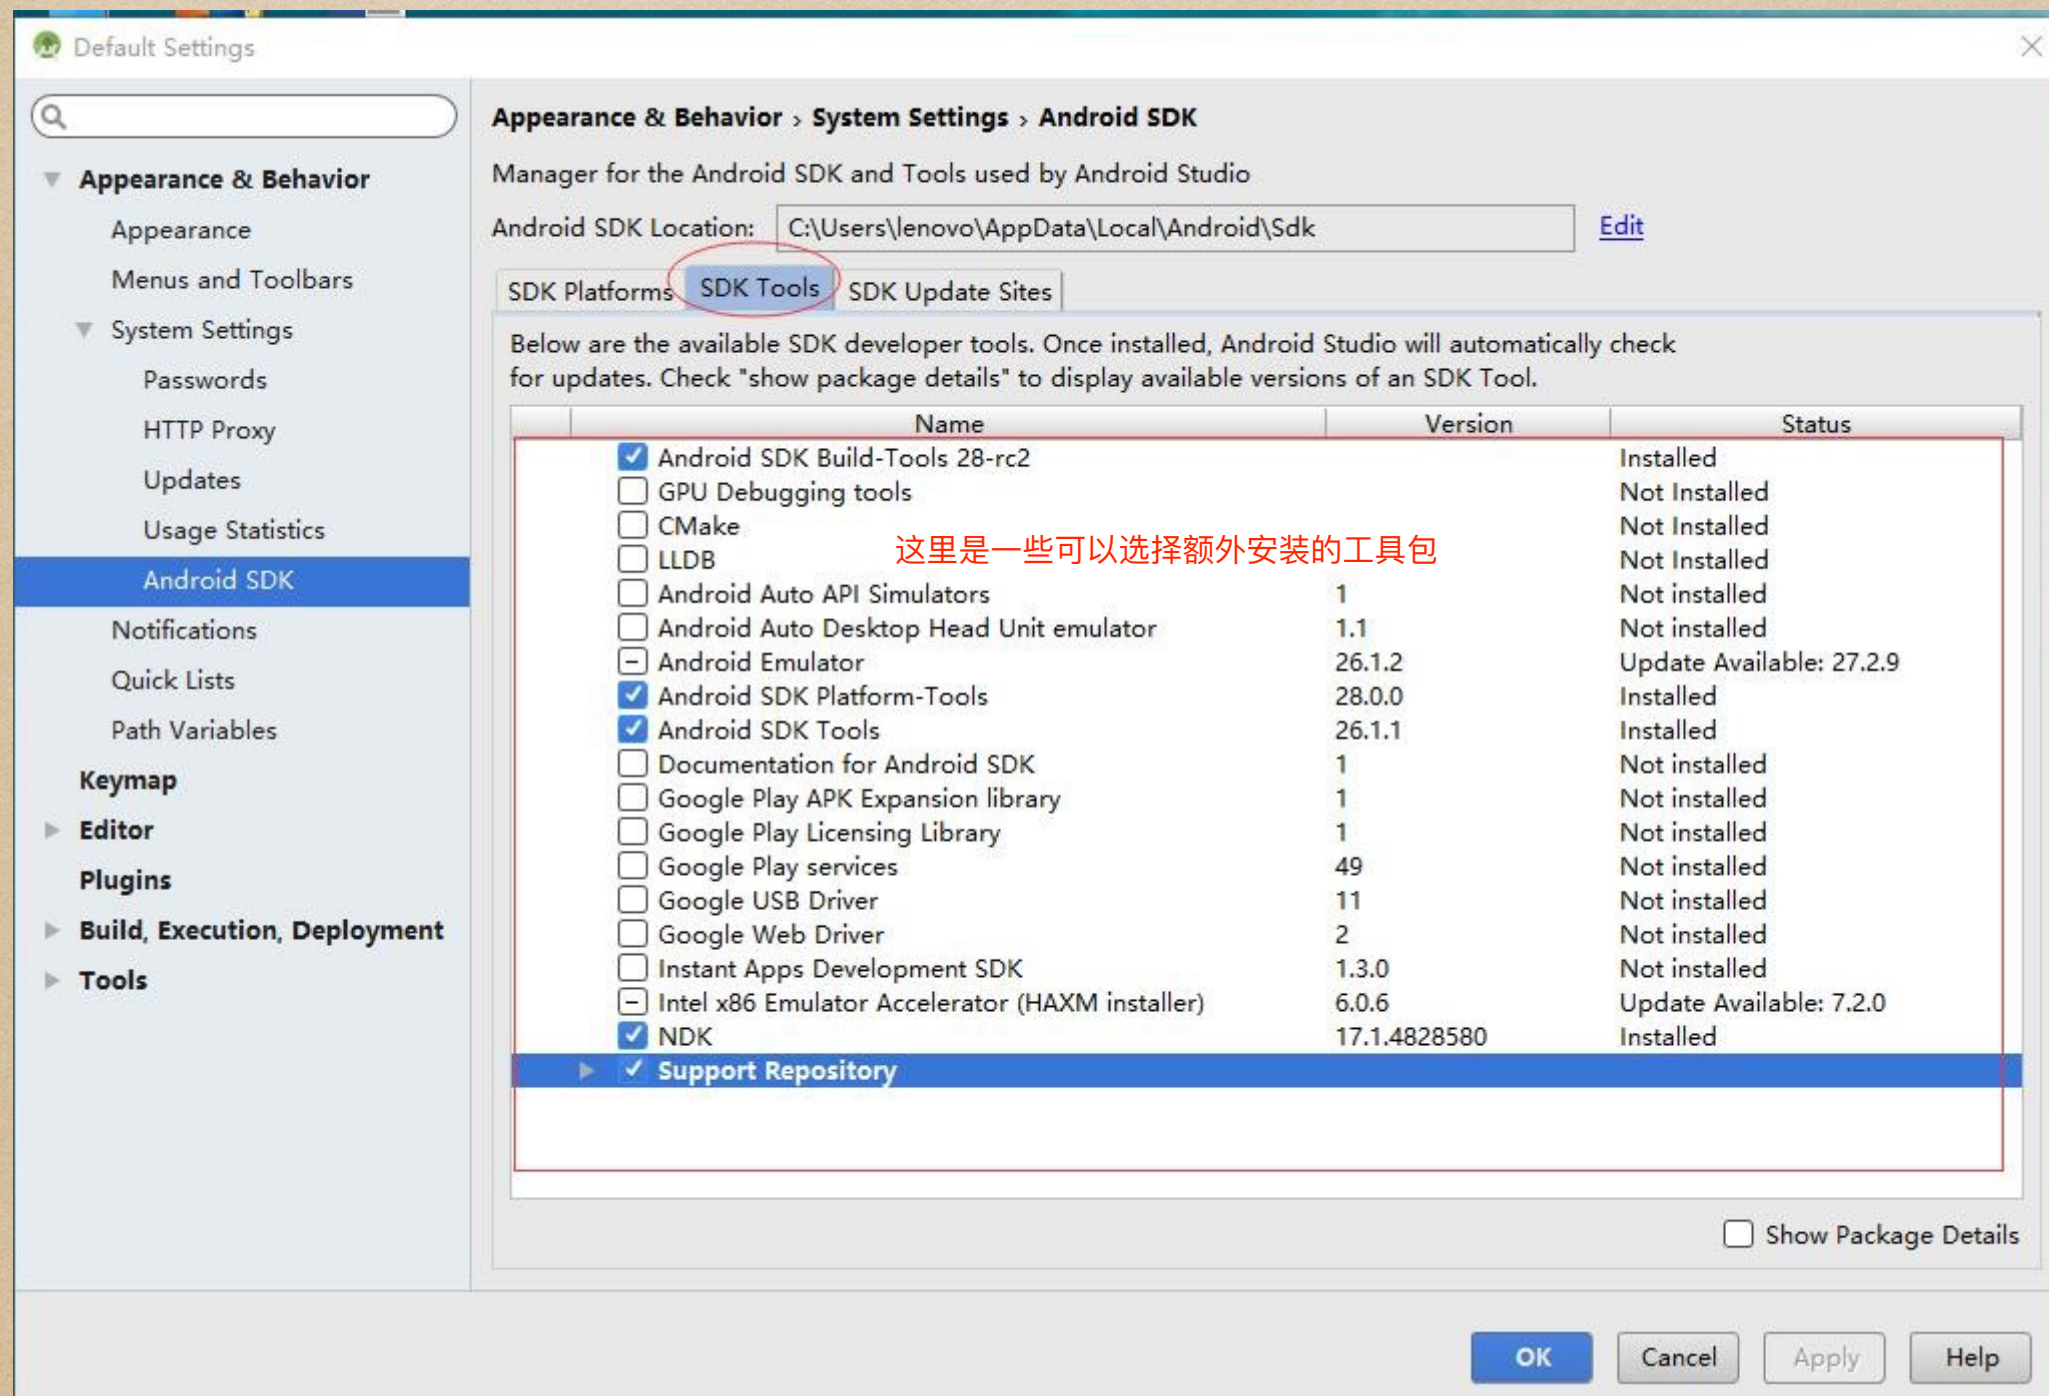 Default Settings
Appearance & Behavior
Appearance
Menus and Toolbars
System Settings
Passwords
HTTP Proxy
Updates
Usage Statistics
Android SDK
Notifications
Quick Lists
Path Variables
Keymap
Editor
Plugins
Build, Execution, Deployment
Tools
Appearance & Behavior › System Settings › Android SDK
Manager for the Android SDK and Tools used by Android Studio
Android SDK Location: C:\Users\lenovo\AppData\Local\Android\Sdk Edit
SDK Platforms SDK Tools SDK Update Sites
Below are the available SDK developer tools. Once installed, Android Studio will automatically check
for updates. Check "show package details" to display available versions of an SDK Tool.
Name Version Status
Android SDK Build-Tools 28-rc2 Installed
GPU Debugging tools Not Installed
CMake Not Installed
这里是一些可以选择额外安装的工具包
LLDB Not Installed
Android Auto API Simulators 1 Not installed
Android Auto Desktop Head Unit emulator 1.1 Not installed
Android Emulator 26.1.2 Update Available: 27.2.9
Android SDK Platform-Tools 28.0.0 Installed
Android SDK Tools 26.1.1 Installed
Documentation for Android SDK 1 Not installed
Google Play APK Expansion library 1 Not installed
Google Play Licensing Library 1 Not installed
Google Play services 49 Not installed
Google USB Driver 11 Not installed
Google Web Driver 2 Not installed
Instant Apps Development SDK 1.3.0 Not installed
Intel x86 Emulator Accelerator (HAXM installer) 6.0.6 Update Available: 7.2.0
NDK 17.1.4828580 Installed
Support Repository
Show Package Details
OK Cancel Apply Help